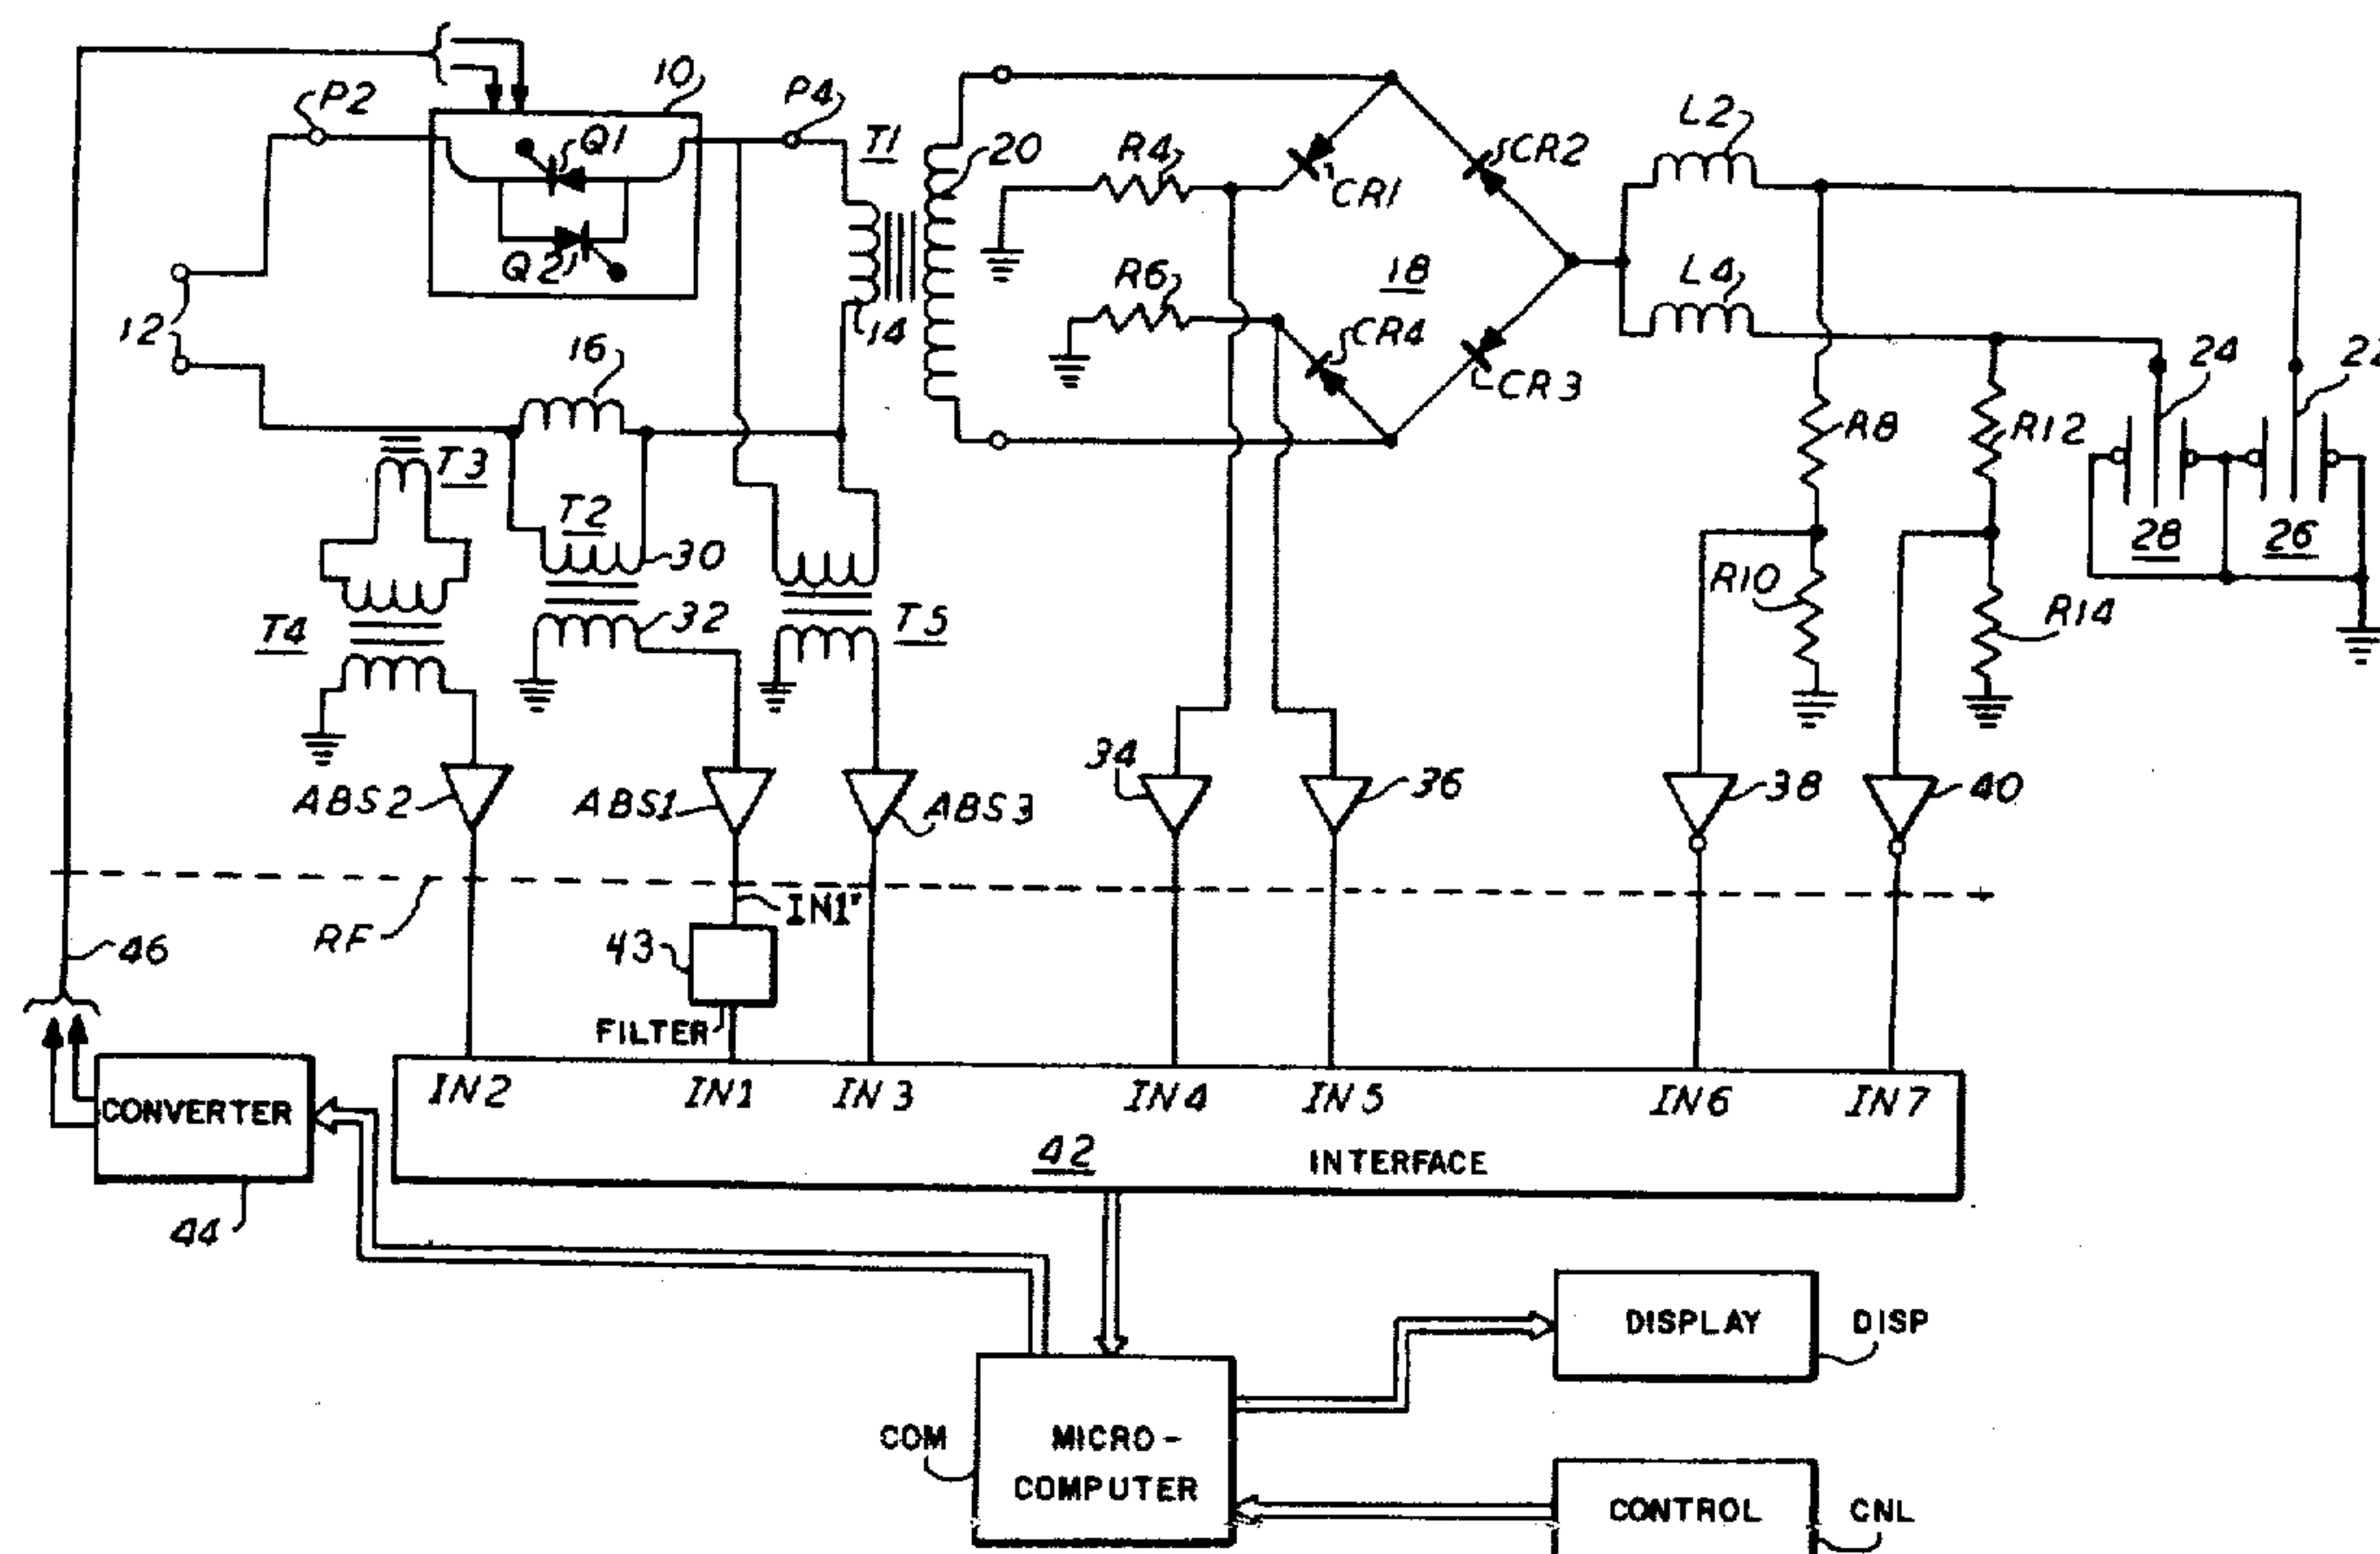 10
P2
P4
T1
Q1
Q2
20
R4
CR1
CR2
L2
R6
18
L4
CR4
CR3
14
12
16
24
T3
R8
R12
T2
30
28
26
R10
R14
32
T4
T5
34
36
38
40
ABS2
ABS1
ABS3
IN1'
RF
46
43
FILTER
IN2
IN1
IN3
IN4
IN5
IN6
IN7
CONVERTER
42
INTERFACE
44
DISPLAY
DISP
COM
MICRO-
COMPUTER
CONTROL
CNL